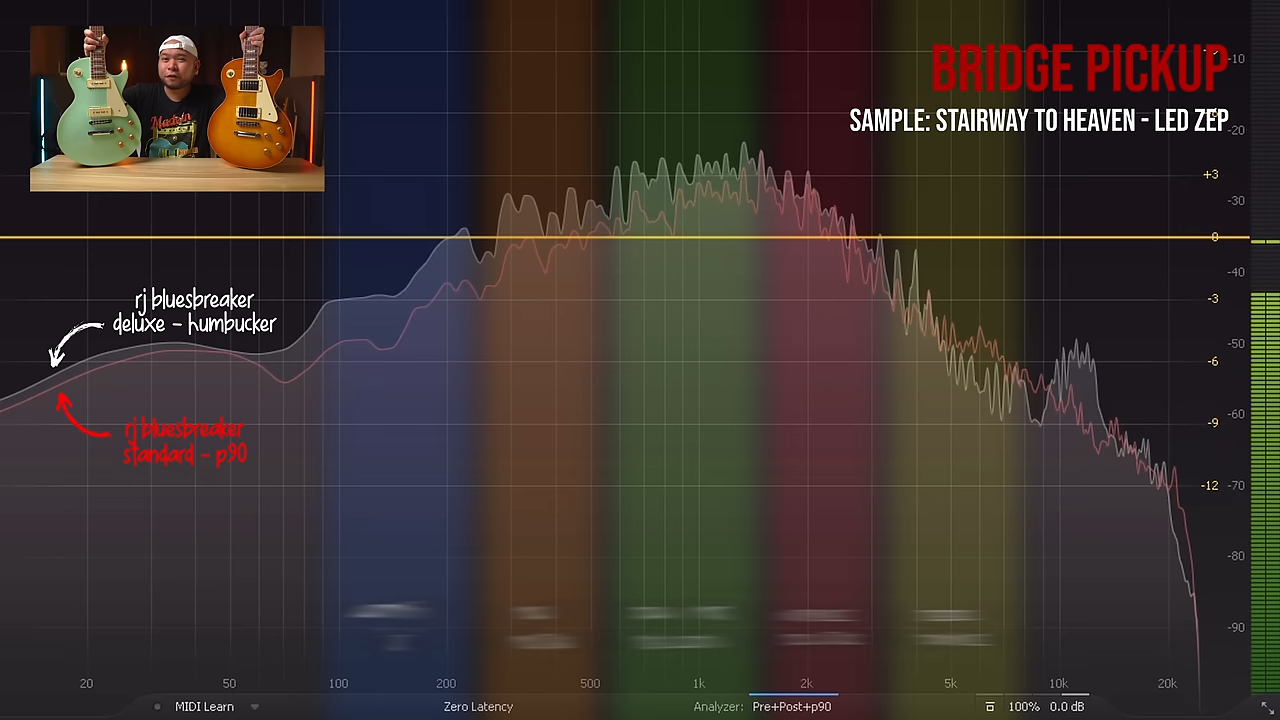 BRIDGE PICKUP
SAMPLE: STAIRWAY TO HEAVEN - LED ZEP
rj bluesbreaker
deluxe - humbucker
rj bluesbreaker
standard - p90
-10
-20
+3
-30
0
-40
-3
-50
-6
-60
-9
-12
-70
-80
-90
20
50
100
200
500
1k
2k
5k
10k
20k
MIDI Learn
Zero Latency
Analyzer:
Pre+Post+p90
100%
0.0 dB